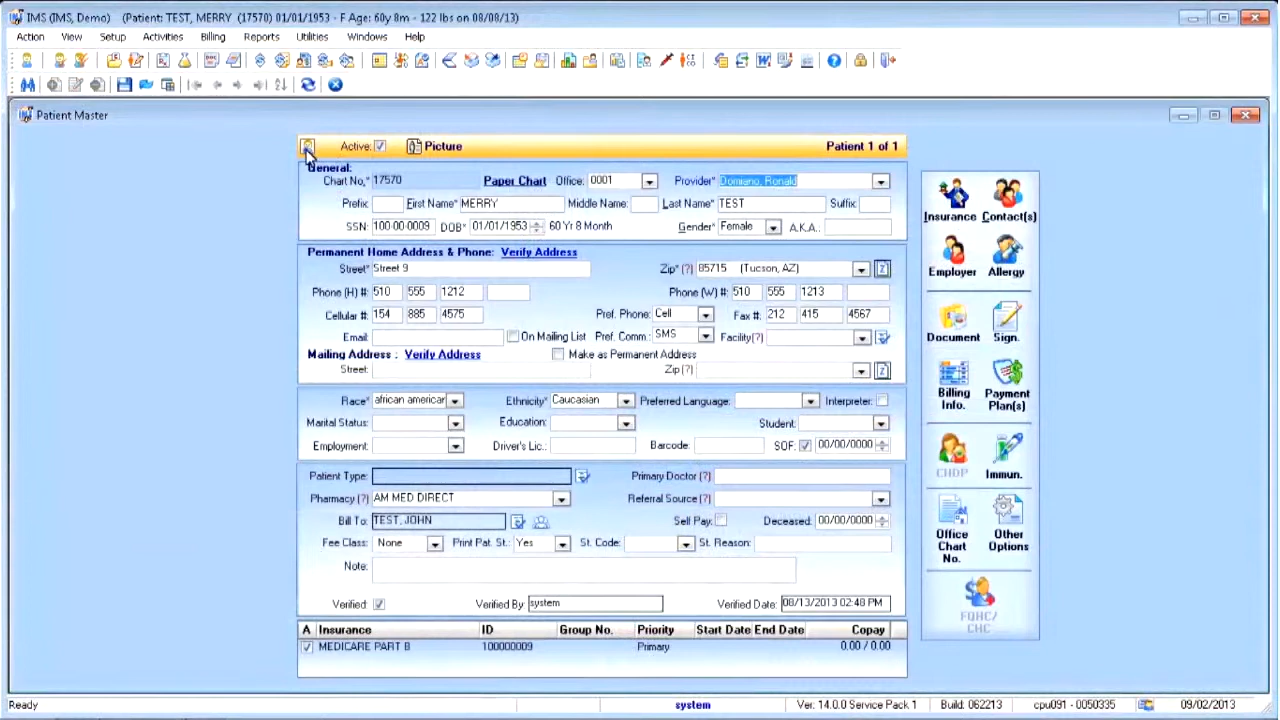 IMS (IMS, Demo)   (Patient: TEST, MERRY  (17570) 01/01/1953 - F Age: 60y 8m - 122 lbs on 08/08/13)
Action View Setup Activities Billing Reports Utilities Windows Help
Patient Master
Active: Picture Patient 1 of 1
General:
Chart No.* 17570 Paper Chart Office: 0001 Provider* Domiano, Ronald
Prefix: First Name* MERRY Middle Name: Last Name* TEST Suffix:
SSN: 100-00-0009 DOB* 01/01/1953 60 Yr 8 Month Gender* Female A.K.A.:
Permanent Home Address & Phone: Verify Address
Street* Street 9 Zip* (?) 85715 (Tucson, AZ)
Phone (H) #: 510 555 1212 Phone (W) #: 510 555 1213
Cellular #: 154 885 4575 Pref. Phone: Cell Fax #: 212 415 4567
Email: On Mailing List Pref. Comm.: SMS Facility(?)
Mailing Address : Verify Address Make as Permanent Address
Street: Zip (?)
Race* african american Ethnicity* Caucasian Preferred Language: Interpreter:
Marital Status: Education: Student:
Employment: Driver's Lic.: Barcode: SOF: 00/00/0000
Patient Type: Primary Doctor (?)
Pharmacy (?) AM MED DIRECT Referral Source (?)
Bill To: TEST, JOHN Self Pay: Deceased: 00/00/0000
Fee Class: None Print Pat. St.: Yes St. Code: St. Reason:
Note:
Verified: Verified By: system Verified Date: 08/13/2013 02:48 PM
A Insurance ID Group No. Priority Start Date End Date Copay
MEDICARE PART B 100000009 Primary 0.00 / 0.00
Insurance Contact(s)
Employer Allergy
Document Sign.
Billing Info. Payment Plan(s)
CHDP Immun.
Office Chart No. Other Options
FQHC/ CHC
Ready system Ver: 14.0.0 Service Pack 1 Build: 062213 cpu091 - 0050335 09/02/2013